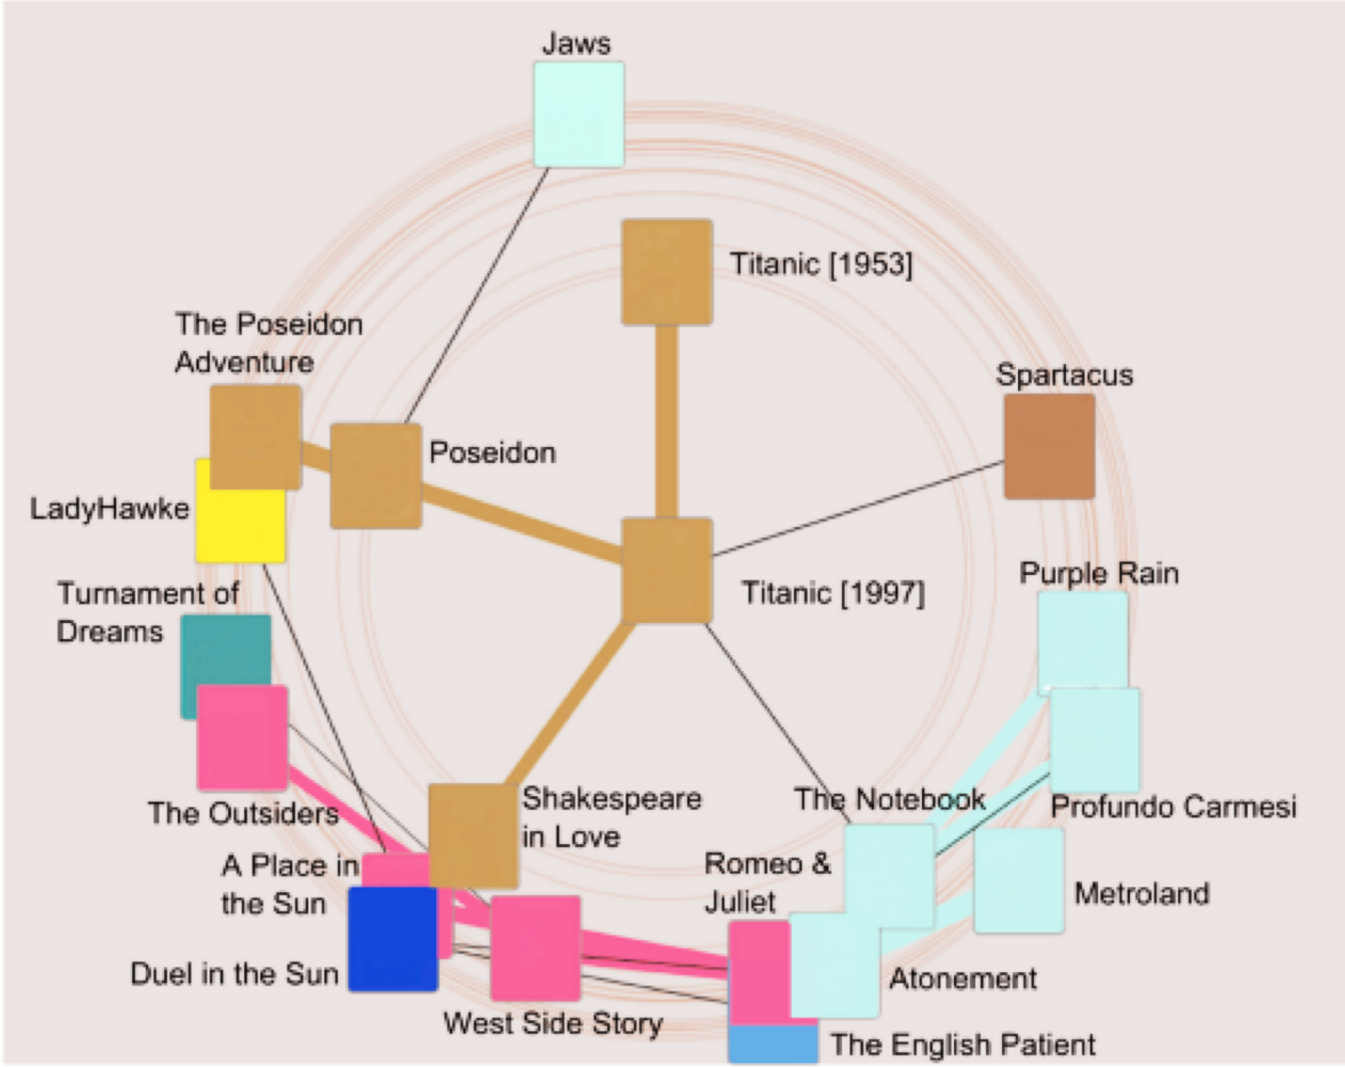 Jaws
Titanic [1953]
The Poseidon
Adventure
Spartacus
Poseidon
LadyHawke
Purple Rain
Turnament of
Dreams
Titanic [1997]
The Outsiders
Shakespeare
in Love
The Notebook
Profundo Carmesi
A Place in
the Sun
Romeo &
Juliet
Metroland
Duel in the Sun
Atonement
West Side Story
The English Patient